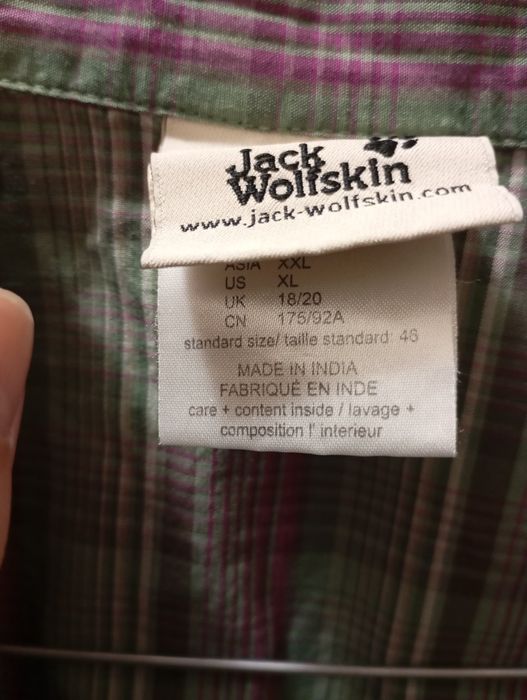 Jack
Wolfskin
www.jack-wolfskin.com
ASIA XXL
US XL
UK 18/20
CN 175/92A
standard size/ taille standard: 46
MADE IN INDIA
FABRIQUÉ EN INDE
care + content inside / lavage +
composition l' interieur